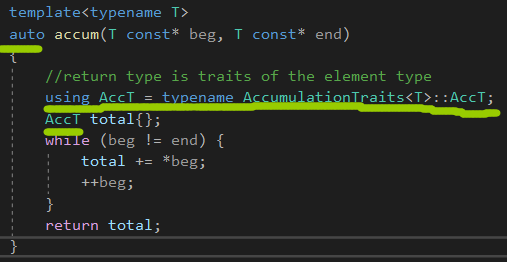 template<typename T>
auto accum(T const* beg, T const* end)
{
    //return type is traits of the element type
    using AccT = typename AccumulationTraits<T>::AccT;
    AccT total{};
    while (beg != end) {
        total += *beg;
        ++beg;
    }
    return total;
}